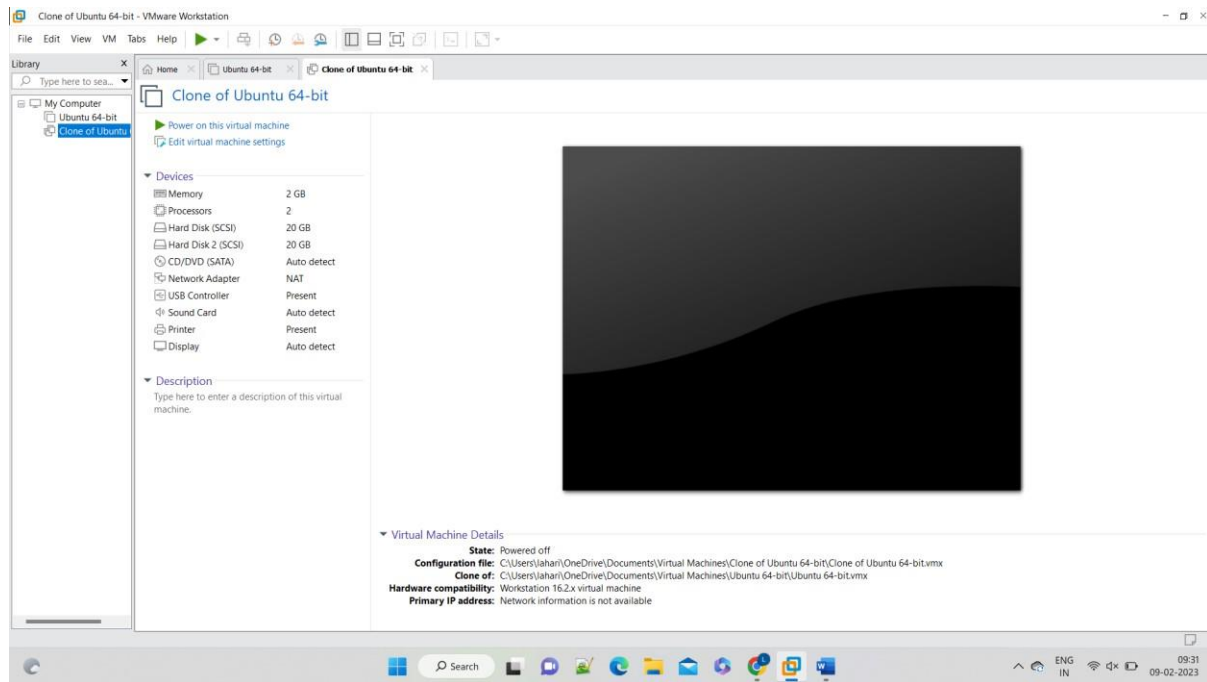 Clone of Ubuntu 64-bit - VMware Workstation
File Edit View VM Tabs Help
Library X
Type here to sea...
My Computer
Ubuntu 64-bit
Clone of Ubuntu
Home Ubuntu 64-bit Clone of Ubuntu 64-bit
Clone of Ubuntu 64-bit
Power on this virtual machine
Edit virtual machine settings
Devices
Memory 2 GB
Processors 2
Hard Disk (SCSI) 20 GB
Hard Disk 2 (SCSI) 20 GB
CD/DVD (SATA) Auto detect
Network Adapter NAT
USB Controller Present
Sound Card Auto detect
Printer Present
Display Auto detect
Description
Type here to enter a description of this virtual
machine.
Virtual Machine Details
State: Powered off
Configuration file: C:\Users\lahari\OneDrive\Documents\Virtual Machines\Clone of Ubuntu 64-bit\Clone of Ubuntu 64-bit.vmx
Clone of: C:\Users\lahari\OneDrive\Documents\Virtual Machines\Ubuntu 64-bit\Ubuntu 64-bit.vmx
Hardware compatibility: Workstation 16.2.x virtual machine
Primary IP address: Network information is not available
Search
ENG
IN
09:31
09-02-2023